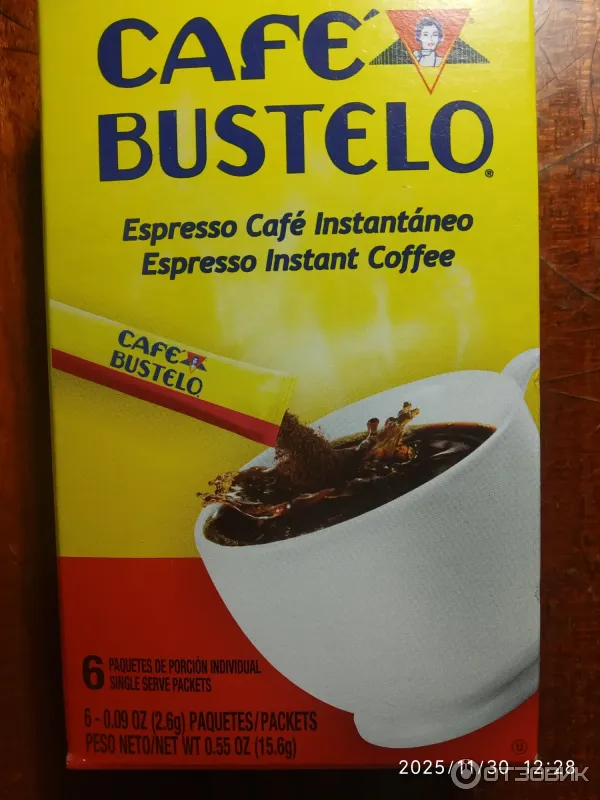 CAFÉ
BUSTELO®
Espresso Café Instantáneo
Espresso Instant Coffee
CAFÉ
BUSTELO
6 PAQUETES DE PORCIÓN INDIVIDUAL
SINGLE SERVE PACKETS
6 - 0.09 OZ (2.6g) PAQUETES/PACKETS
PESO NETO/NET WT 0.55 OZ (15.6g)
U
2025/11/30 12:28
ОТЗОВИК